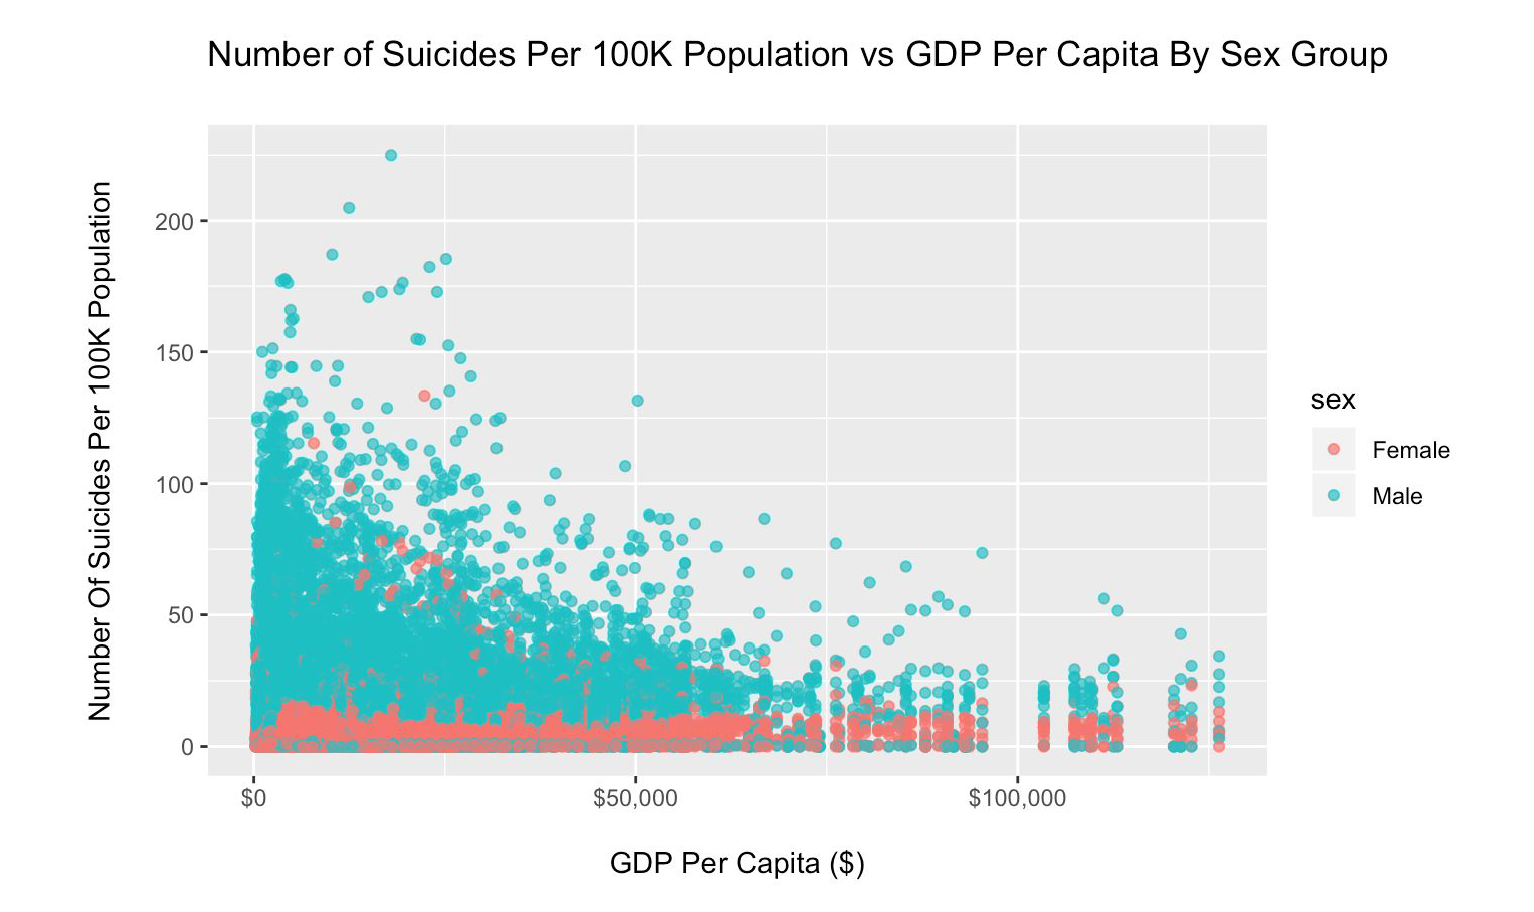 Number of Suicides Per 100K Population vs GDP Per Capita By Sex Group
Number Of Suicides Per 100K Population
200
150
100
50
0
$0
$50,000
$100,000
GDP Per Capita ($)
sex
Female
Male